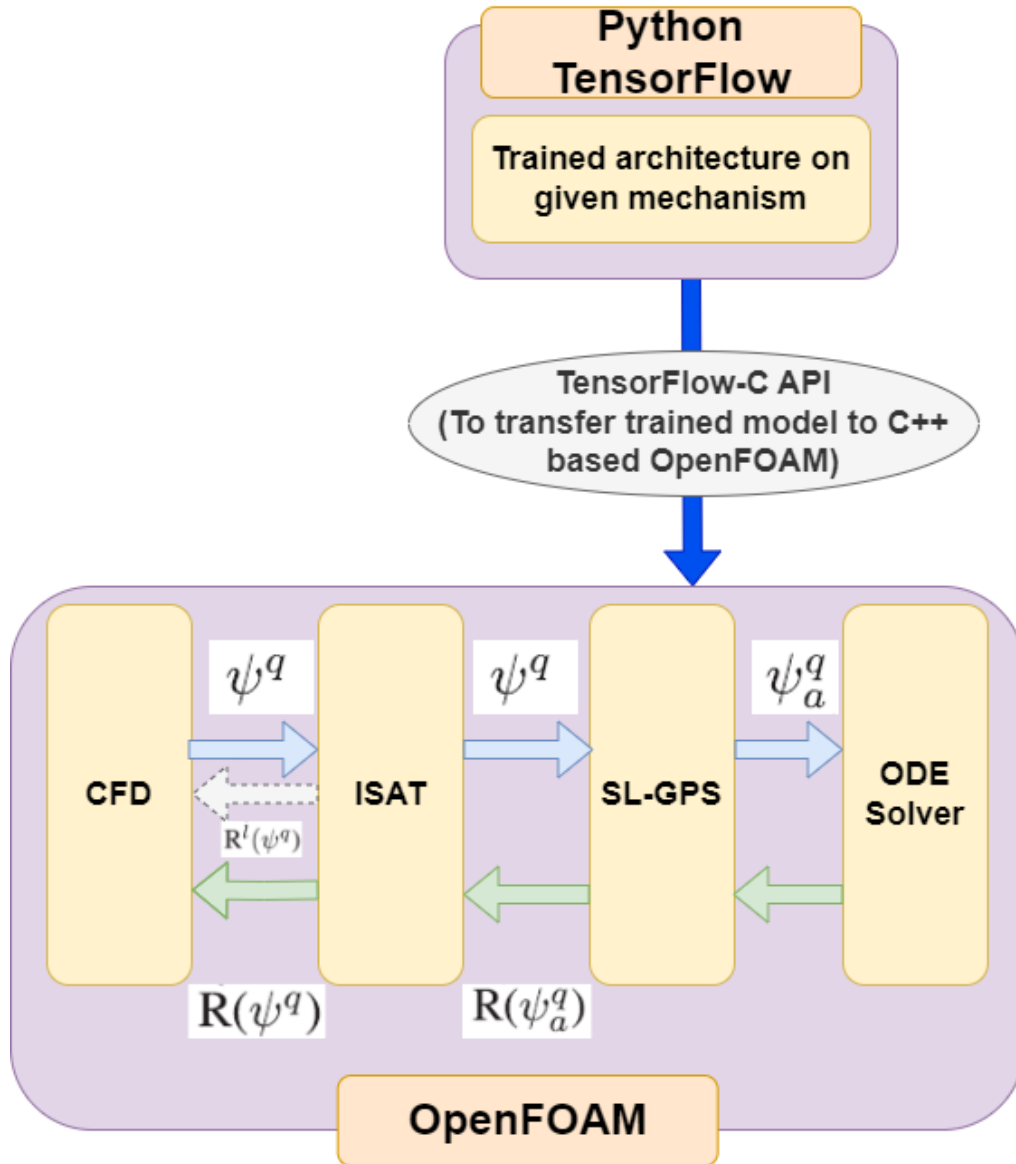 Python
TensorFlow
Trained architecture on
given mechanism
TensorFlow-C API
(To transfer trained model to C++
based OpenFOAM)
ψ^q
ψ^q
ψ_a^q
CFD
ISAT
SL-GPS
ODE
Solver
R^l(ψ^q)
R(ψ^q)
R(ψ_a^q)
OpenFOAM